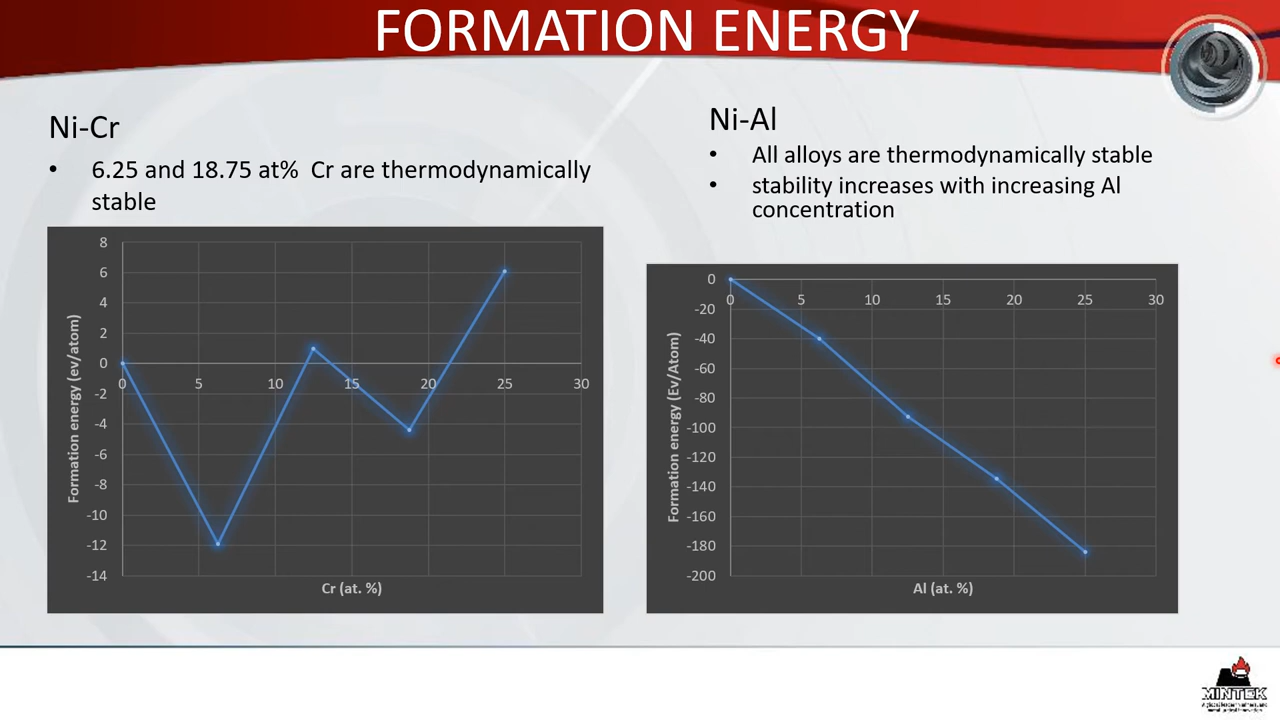 FORMATION ENERGY
Ni-Cr
• 6.25 and 18.75 at% Cr are thermodynamically
stable
Formation energy (ev/atom)
8
6
4
2
0
-2
-4
-6
-8
-10
-12
-14
0 5 10 15 20 25 30
Cr (at. %)
Ni-Al
• All alloys are thermodynamically stable
• stability increases with increasing Al
concentration
Formation energy (Ev/Atom)
0
-20
-40
-60
-80
-100
-120
-140
-160
-180
-200
0 5 10 15 20 25 30
Al (at. %)
MINTEK